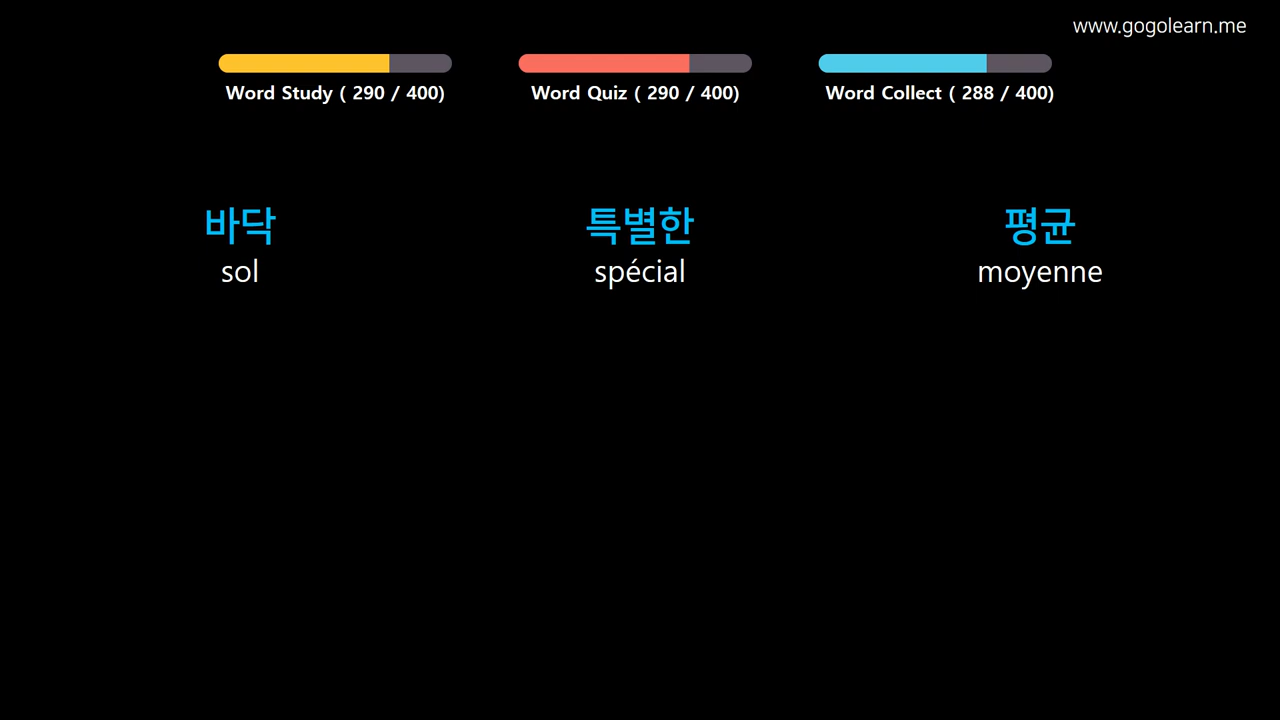 www.gogolearn.me
Word Study ( 290 / 400)
Word Quiz ( 290 / 400)
Word Collect ( 288 / 400)
바닥
sol
특별한
spécial
평균
moyenne